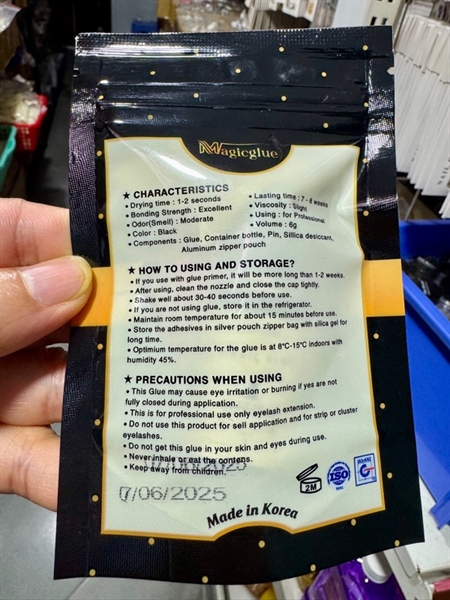 Magicglue
★ CHARACTERISTICS
• Drying time : 1-2 seconds
• Bonding Strength : Excellent
• Odor(Smell) : Moderate
• Color : Black
• Components : Glue, Container bottle, Pin, Sillica desiccant,
Aluminum zipper pouch
• Lasting time : 7 - 8 weeks
• Viscosity : Slight
• Using : for Professional
• Volume : 6g
★ HOW TO USING AND STORAGE?
• If you use with glue primer, it will be more long than 1-2 weeks.
• After using, clean the nozzle and close the cap tightly.
• Shake well about 30-40 seconds before use.
• If you are not using glue, store it in the refrigerator.
• Maintain room temperature for about 15 minutes before use.
• Store the adhesives in silver pouch zipper bag with silica gel for
long time.
• Optimium temperature for the glue is at 8°C-15°C indoors with
humidity 45%.
★ PRECAUTIONS WHEN USING
• This Glue may cause eye irritation or burning if yes are not
fully closed during application.
• This is for professional use only eyelash extension.
• Do not use this product for sell application and for strip or cluster
eyelashes.
• Do not get this glue in your skin and eyes during use.
• Never inhale or eat the contens.
• Keep away from children.
17/06/2025
7/06/2025
2M
ISO
Made in Korea